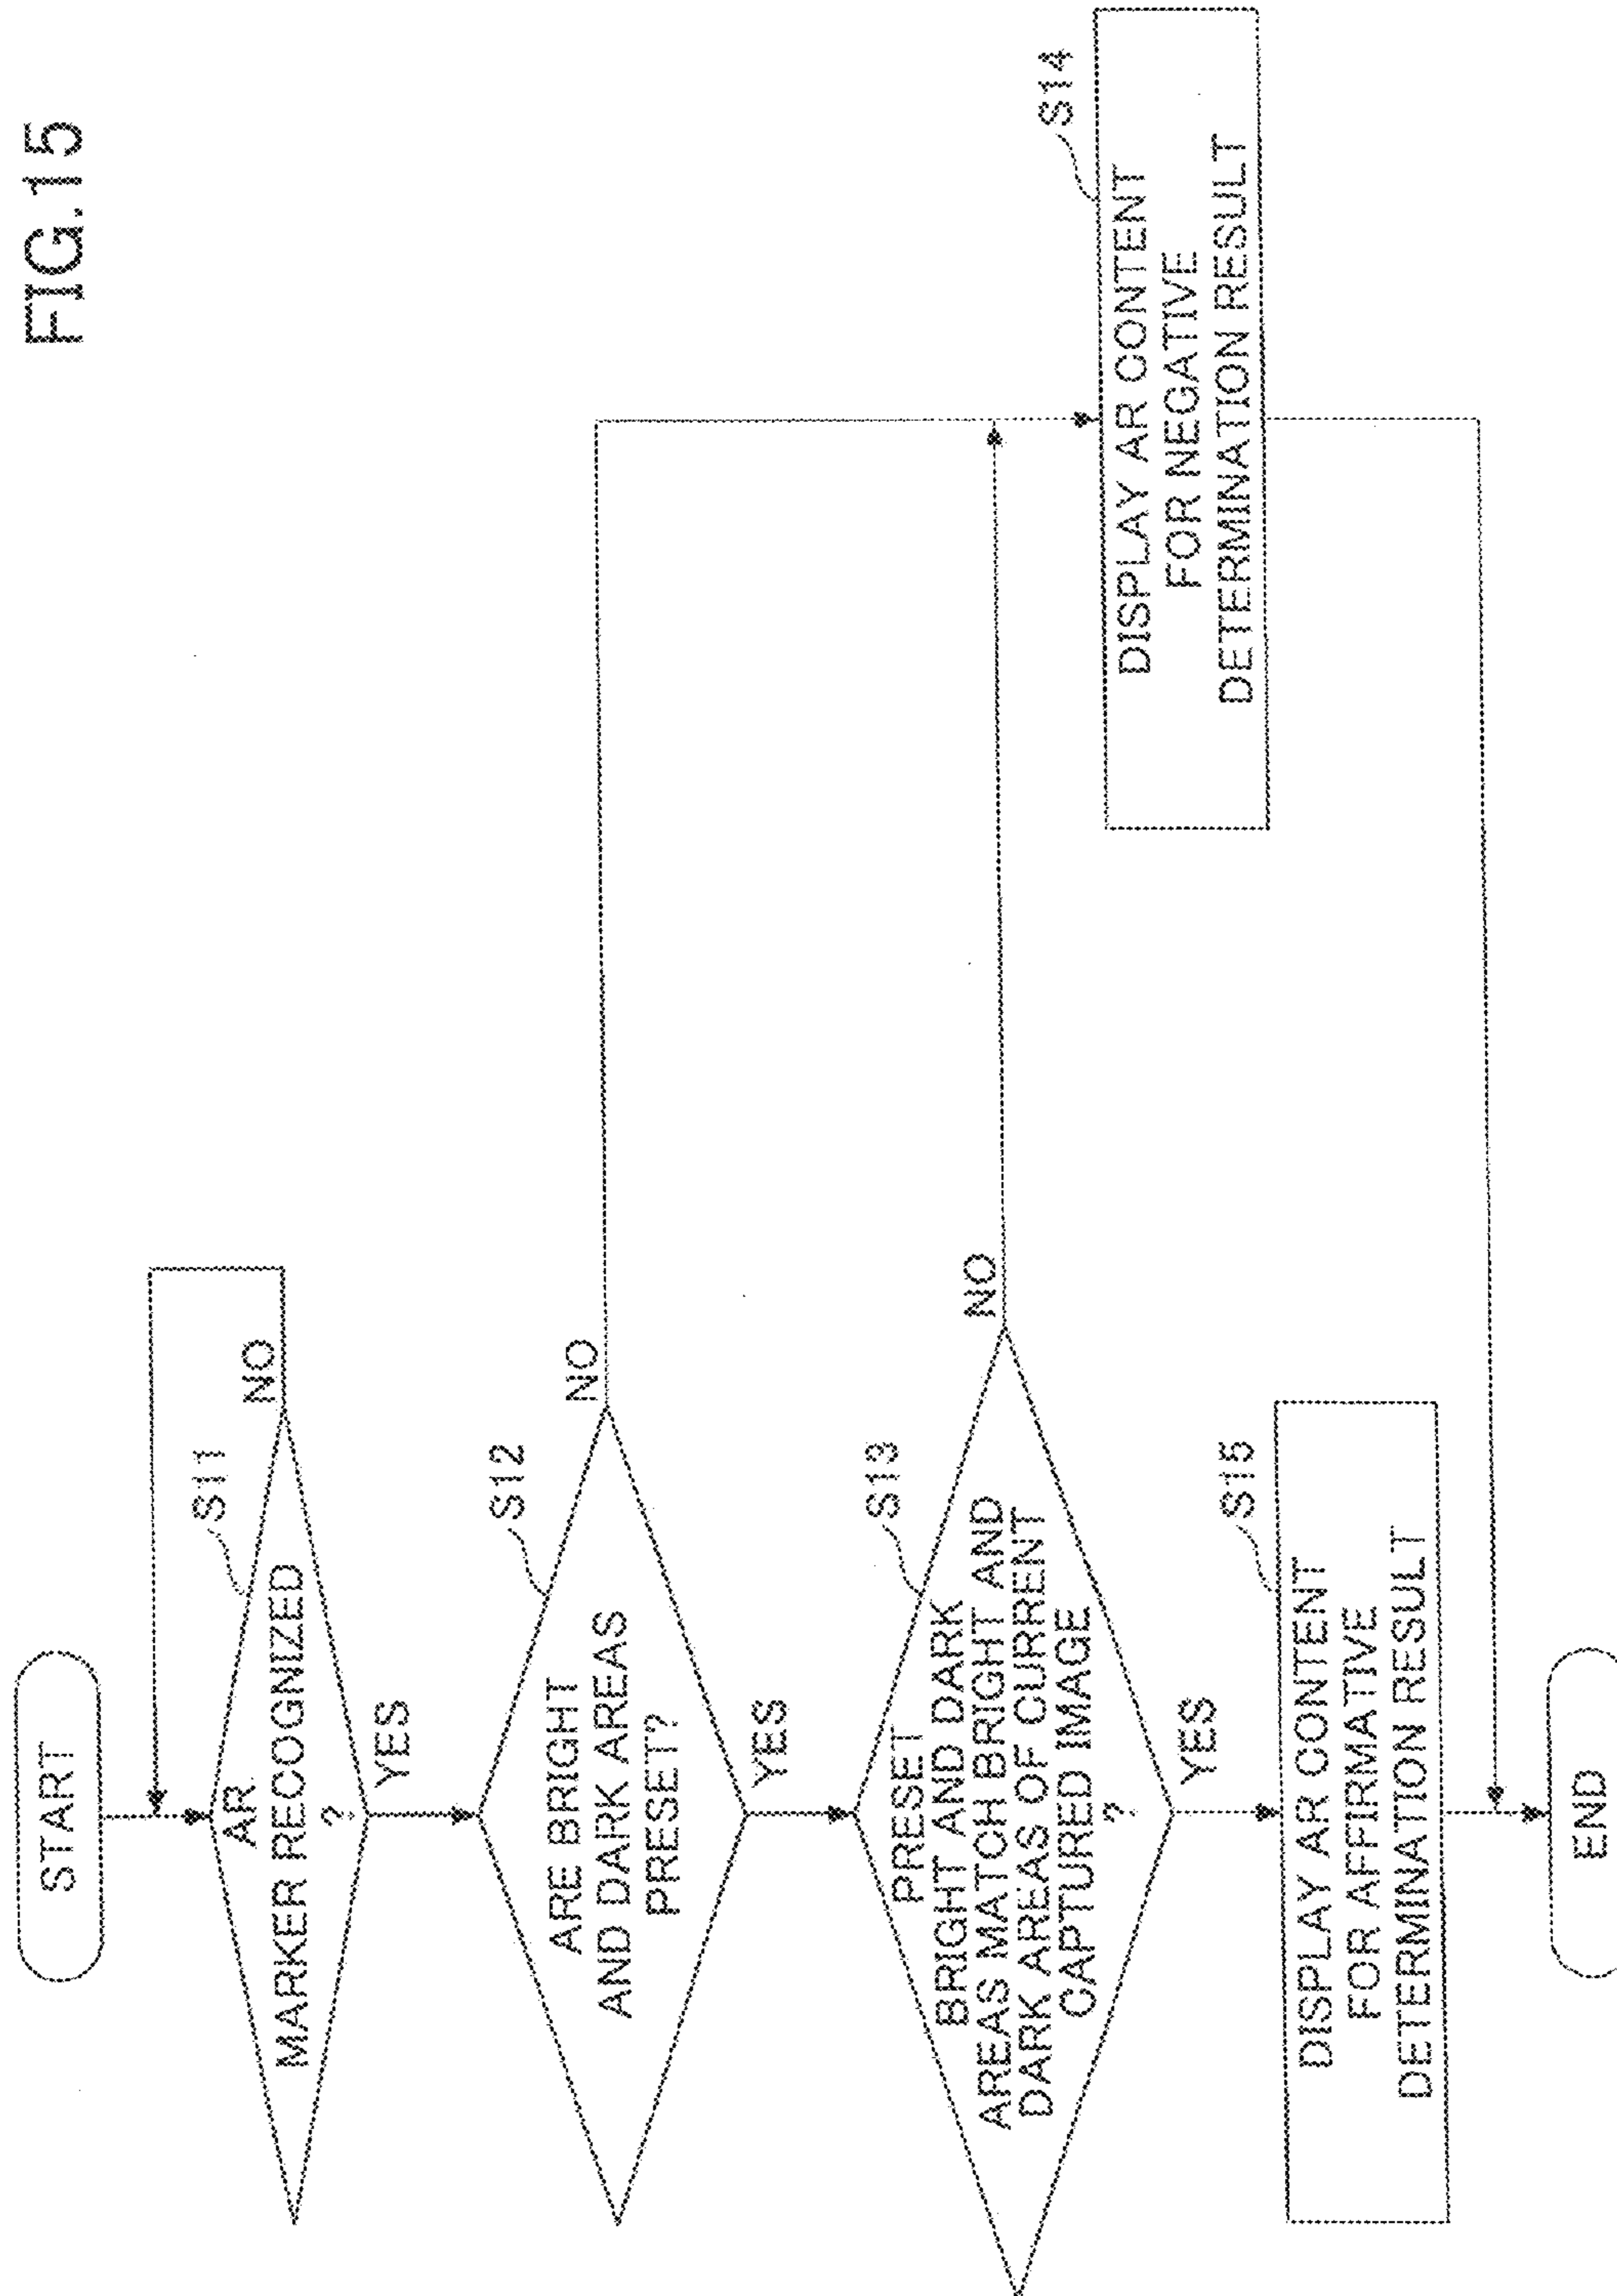 FIG.15
START
S11
AR
MARKER RECOGNIZED
?
NO
YES
S12
ARE BRIGHT
AND DARK AREAS
PRESET?
NO
YES
S13
PRESET
BRIGHT AND DARK
AREAS MATCH BRIGHT AND
DARK AREAS OF CURRENT
CAPTURED IMAGE
?
NO
YES
S14
DISPLAY AR CONTENT
FOR NEGATIVE
DETERMINATION RESULT
S15
DISPLAY AR CONTENT
FOR AFFIRMATIVE
DETERMINATION RESULT
END